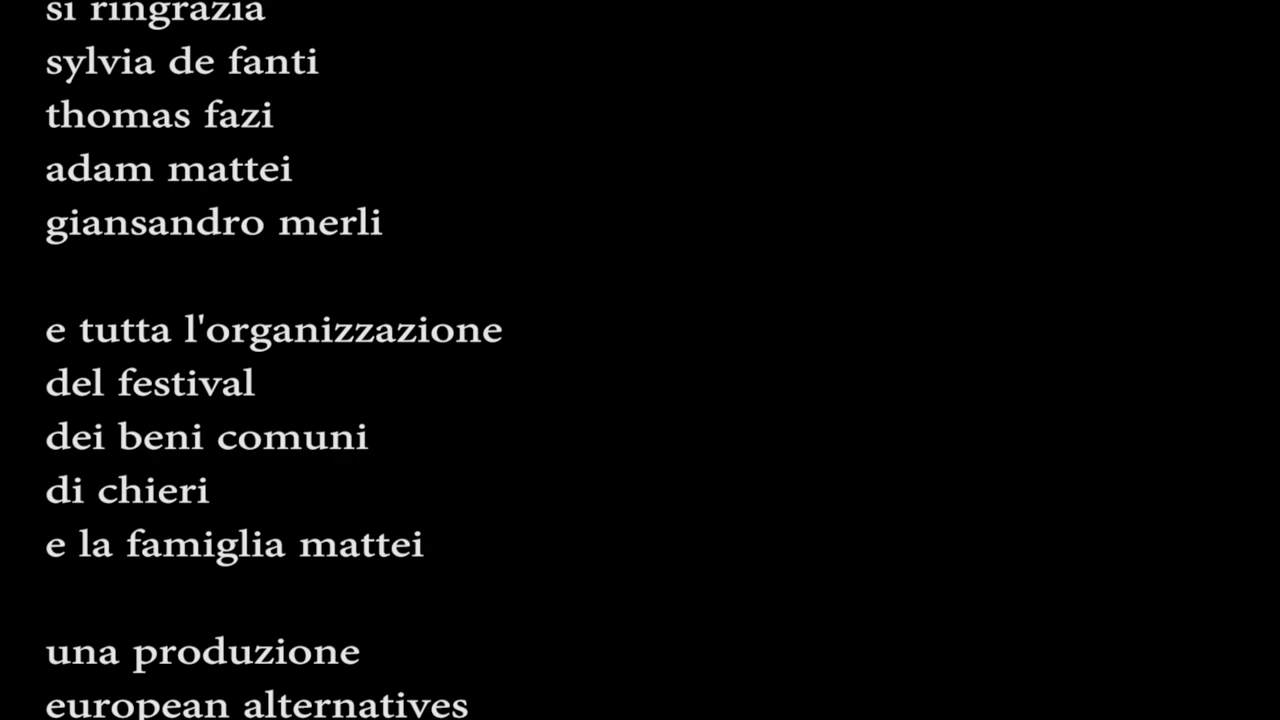 si ringrazia
sylvia de fanti
thomas fazi
adam mattei
giansandro merli
e tutta l'organizzazione
del festival
dei beni comuni
di chieri
e la famiglia mattei
una produzione
european alternatives